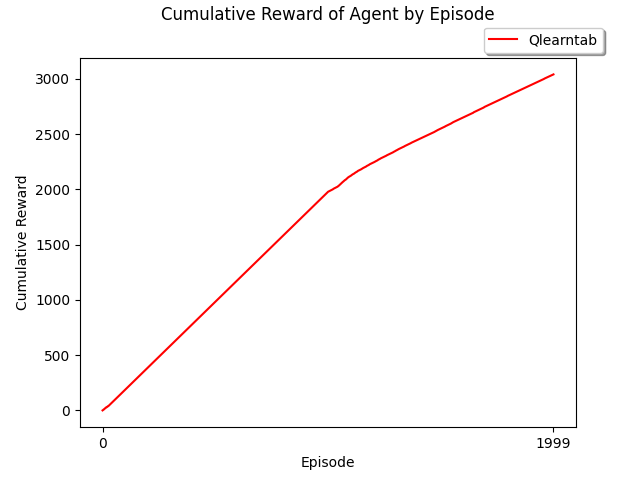 Cumulative Reward of Agent by Episode
Qlearntab
3000
2500
2000
1500
1000
500
0
Cumulative Reward
0
1999
Episode